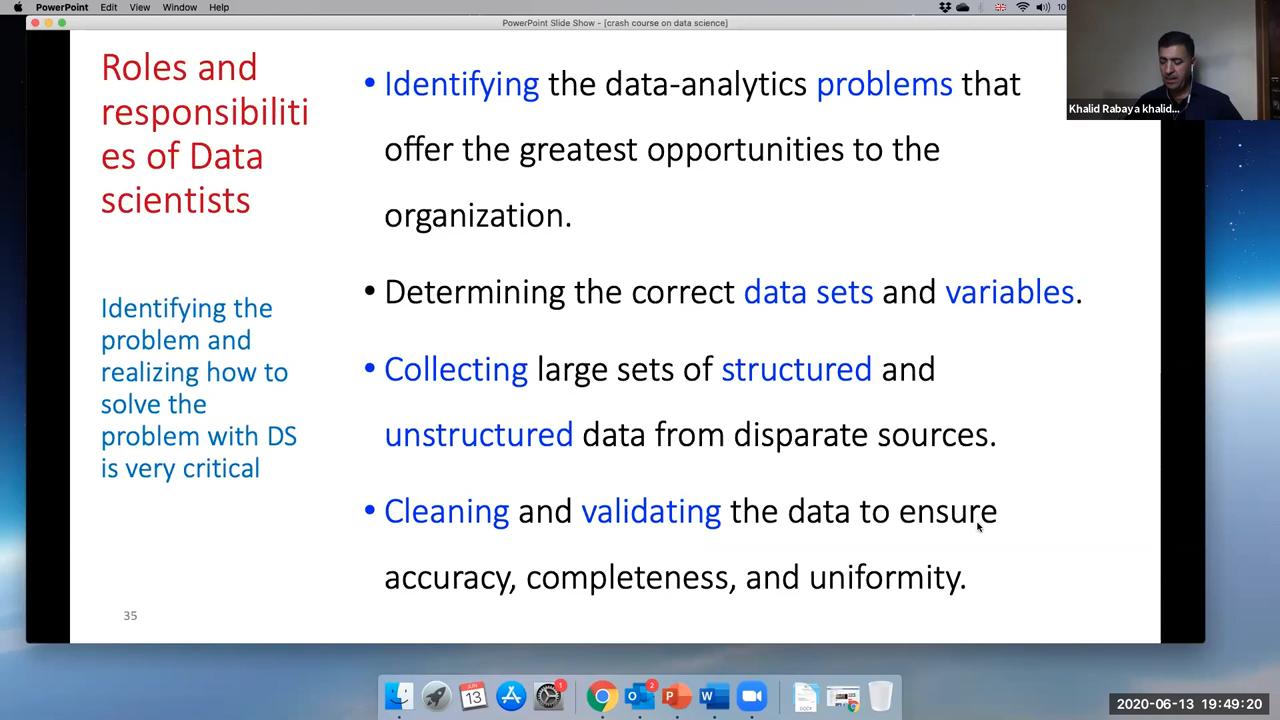 PowerPoint Edit View Window Help
PowerPoint Slide Show - [crash course on data science]
Khalid Rabaya khalid...
Roles and
responsibiliti
es of Data
scientists
Identifying the
problem and
realizing how to
solve the
problem with DS
is very critical
35
• Identifying the data-analytics problems that
offer the greatest opportunities to the
organization.
• Determining the correct data sets and variables.
• Collecting large sets of structured and
unstructured data from disparate sources.
• Cleaning and validating the data to ensure
accuracy, completeness, and uniformity.
JUN
13
1
2
2020-06-13 19:49:20